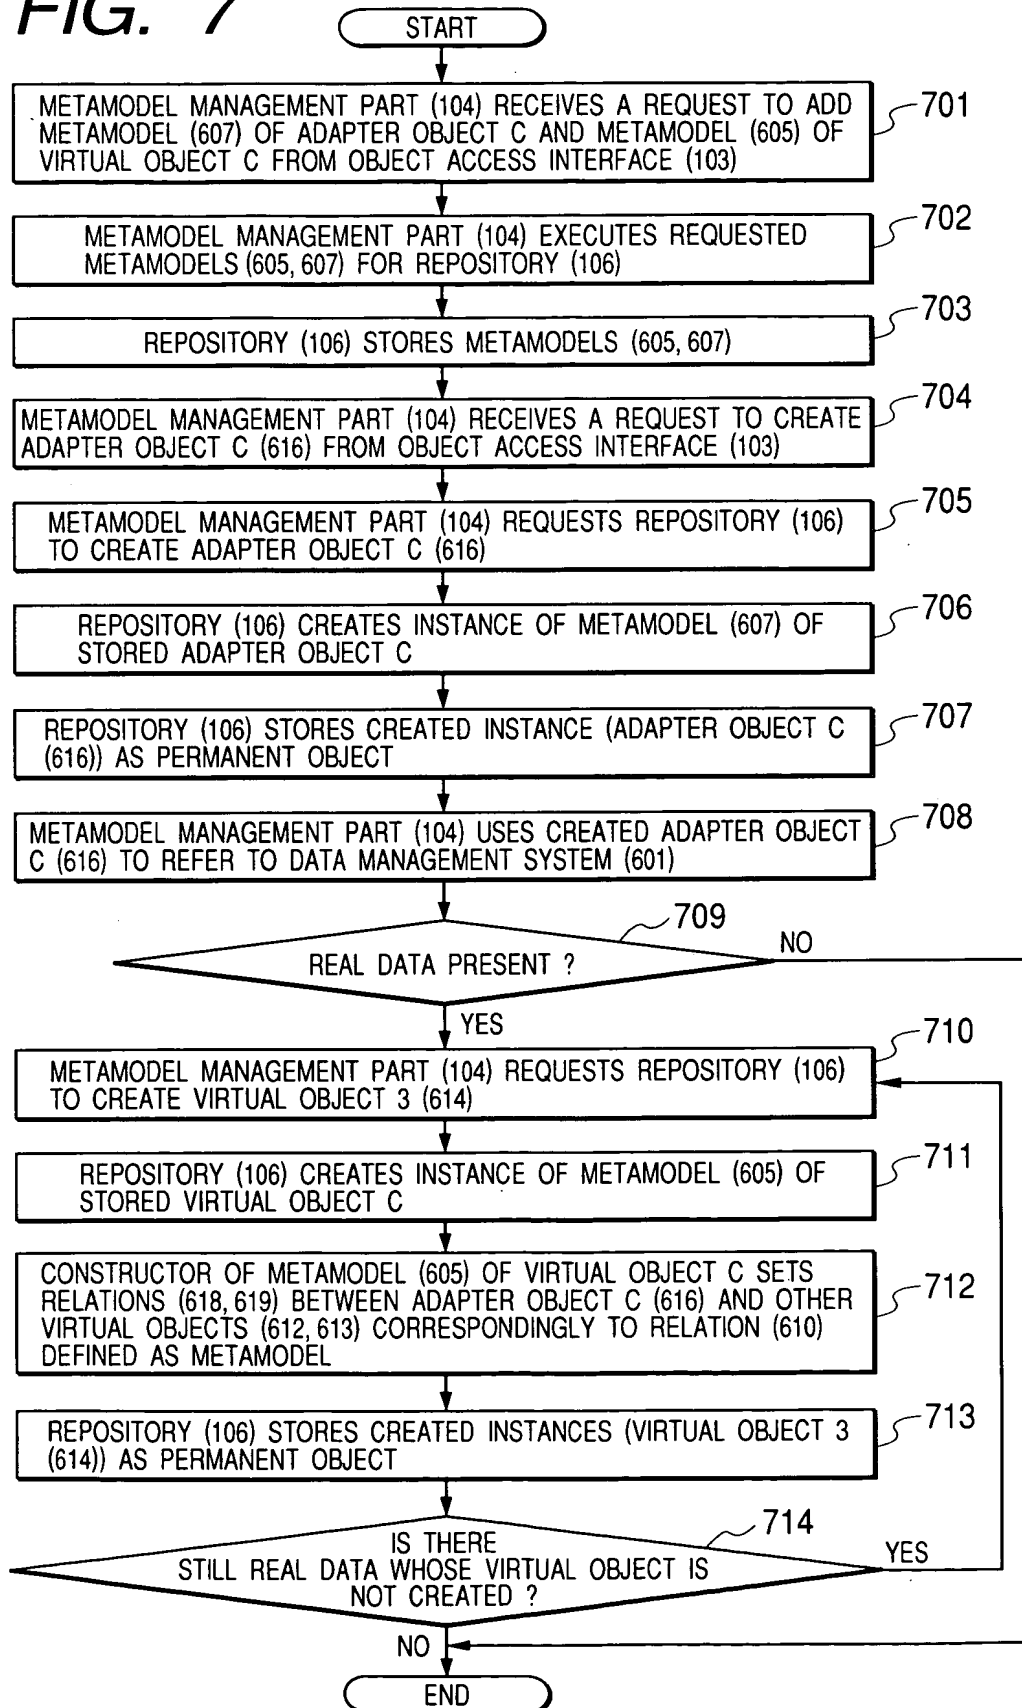 FIG. 7
START
METAMODEL MANAGEMENT PART (104) RECEIVES A REQUEST TO ADD
METAMODEL (607) OF ADAPTER OBJECT C AND METAMODEL (605) OF
VIRTUAL OBJECT C FROM OBJECT ACCESS INTERFACE (103)
701
METAMODEL MANAGEMENT PART (104) EXECUTES REQUESTED
METAMODELS (605, 607) FOR REPOSITORY (106)
702
REPOSITORY (106) STORES METAMODELS (605, 607)
703
METAMODEL MANAGEMENT PART (104) RECEIVES A REQUEST TO CREATE
ADAPTER OBJECT C (616) FROM OBJECT ACCESS INTERFACE (103)
704
METAMODEL MANAGEMENT PART (104) REQUESTS REPOSITORY (106)
TO CREATE ADAPTER OBJECT C (616)
705
REPOSITORY (106) CREATES INSTANCE OF METAMODEL (607) OF
STORED ADAPTER OBJECT C
706
REPOSITORY (106) STORES CREATED INSTANCE (ADAPTER OBJECT C
(616)) AS PERMANENT OBJECT
707
METAMODEL MANAGEMENT PART (104) USES CREATED ADAPTER OBJECT
C (616) TO REFER TO DATA MANAGEMENT SYSTEM (601)
708
709
REAL DATA PRESENT ?
NO
YES
METAMODEL MANAGEMENT PART (104) REQUESTS REPOSITORY (106)
TO CREATE VIRTUAL OBJECT 3 (614)
710
REPOSITORY (106) CREATES INSTANCE OF METAMODEL (605) OF
STORED VIRTUAL OBJECT C
711
CONSTRUCTOR OF METAMODEL (605) OF VIRTUAL OBJECT C SETS
RELATIONS (618, 619) BETWEEN ADAPTER OBJECT C (616) AND OTHER
VIRTUAL OBJECTS (612, 613) CORRESPONDINGLY TO RELATION (610)
DEFINED AS METAMODEL
712
REPOSITORY (106) STORES CREATED INSTANCES (VIRTUAL OBJECT 3
(614)) AS PERMANENT OBJECT
713
714
IS THERE
STILL REAL DATA WHOSE VIRTUAL OBJECT IS
NOT CREATED ?
YES
NO
END